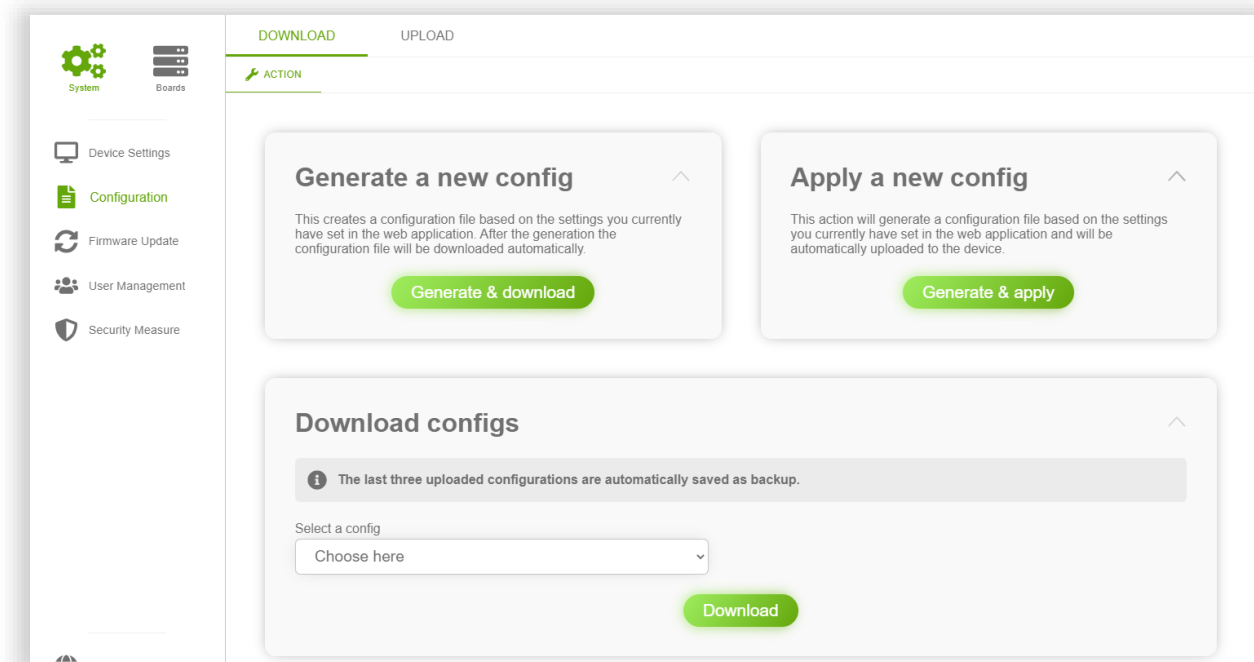 DOWNLOAD UPLOAD
System Boards
ACTION
Device Settings
Configuration
Firmware Update
User Management
Security Measure
Generate a new config
This creates a configuration file based on the settings you currently
have set in the web application. After the generation the
configuration file will be downloaded automatically.
Generate & download
Apply a new config
This action will generate a configuration file based on the settings
you currently have set in the web application and will be
automatically uploaded to the device.
Generate & apply
Download configs
The last three uploaded configurations are automatically saved as backup.
Select a config
Choose here
Download